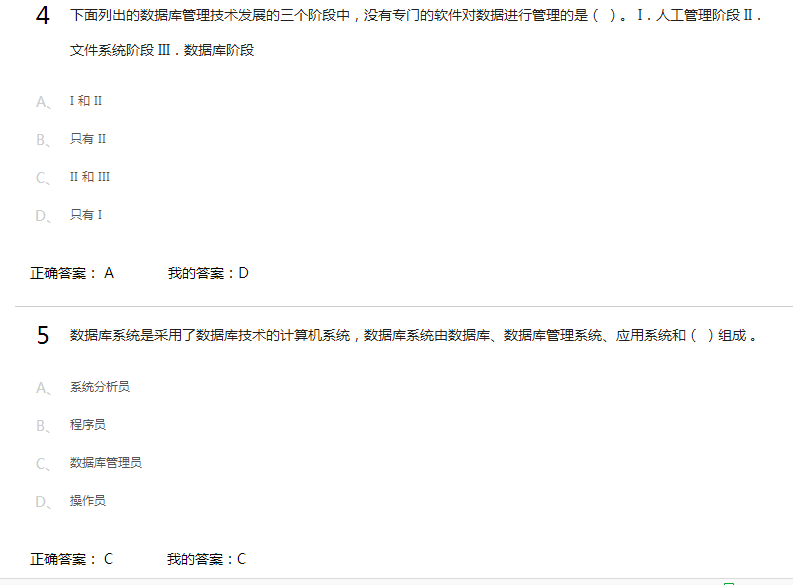 4 下面列出的数据库管理技术发展的三个阶段中，没有专门的软件对数据进行管理的是（ ）。 I．人工管理阶段 II．
文件系统阶段 III．数据库阶段
A、 I 和 II
B、 只有 II
C、 II 和 III
D、 只有 I
正确答案： A 我的答案：D
5 数据库系统是采用了数据库技术的计算机系统，数据库系统由数据库、数据库管理系统、应用系统和（ ）组成 。
A、 系统分析员
B、 程序员
C、 数据库管理员
D、 操作员
正确答案： C 我的答案：C